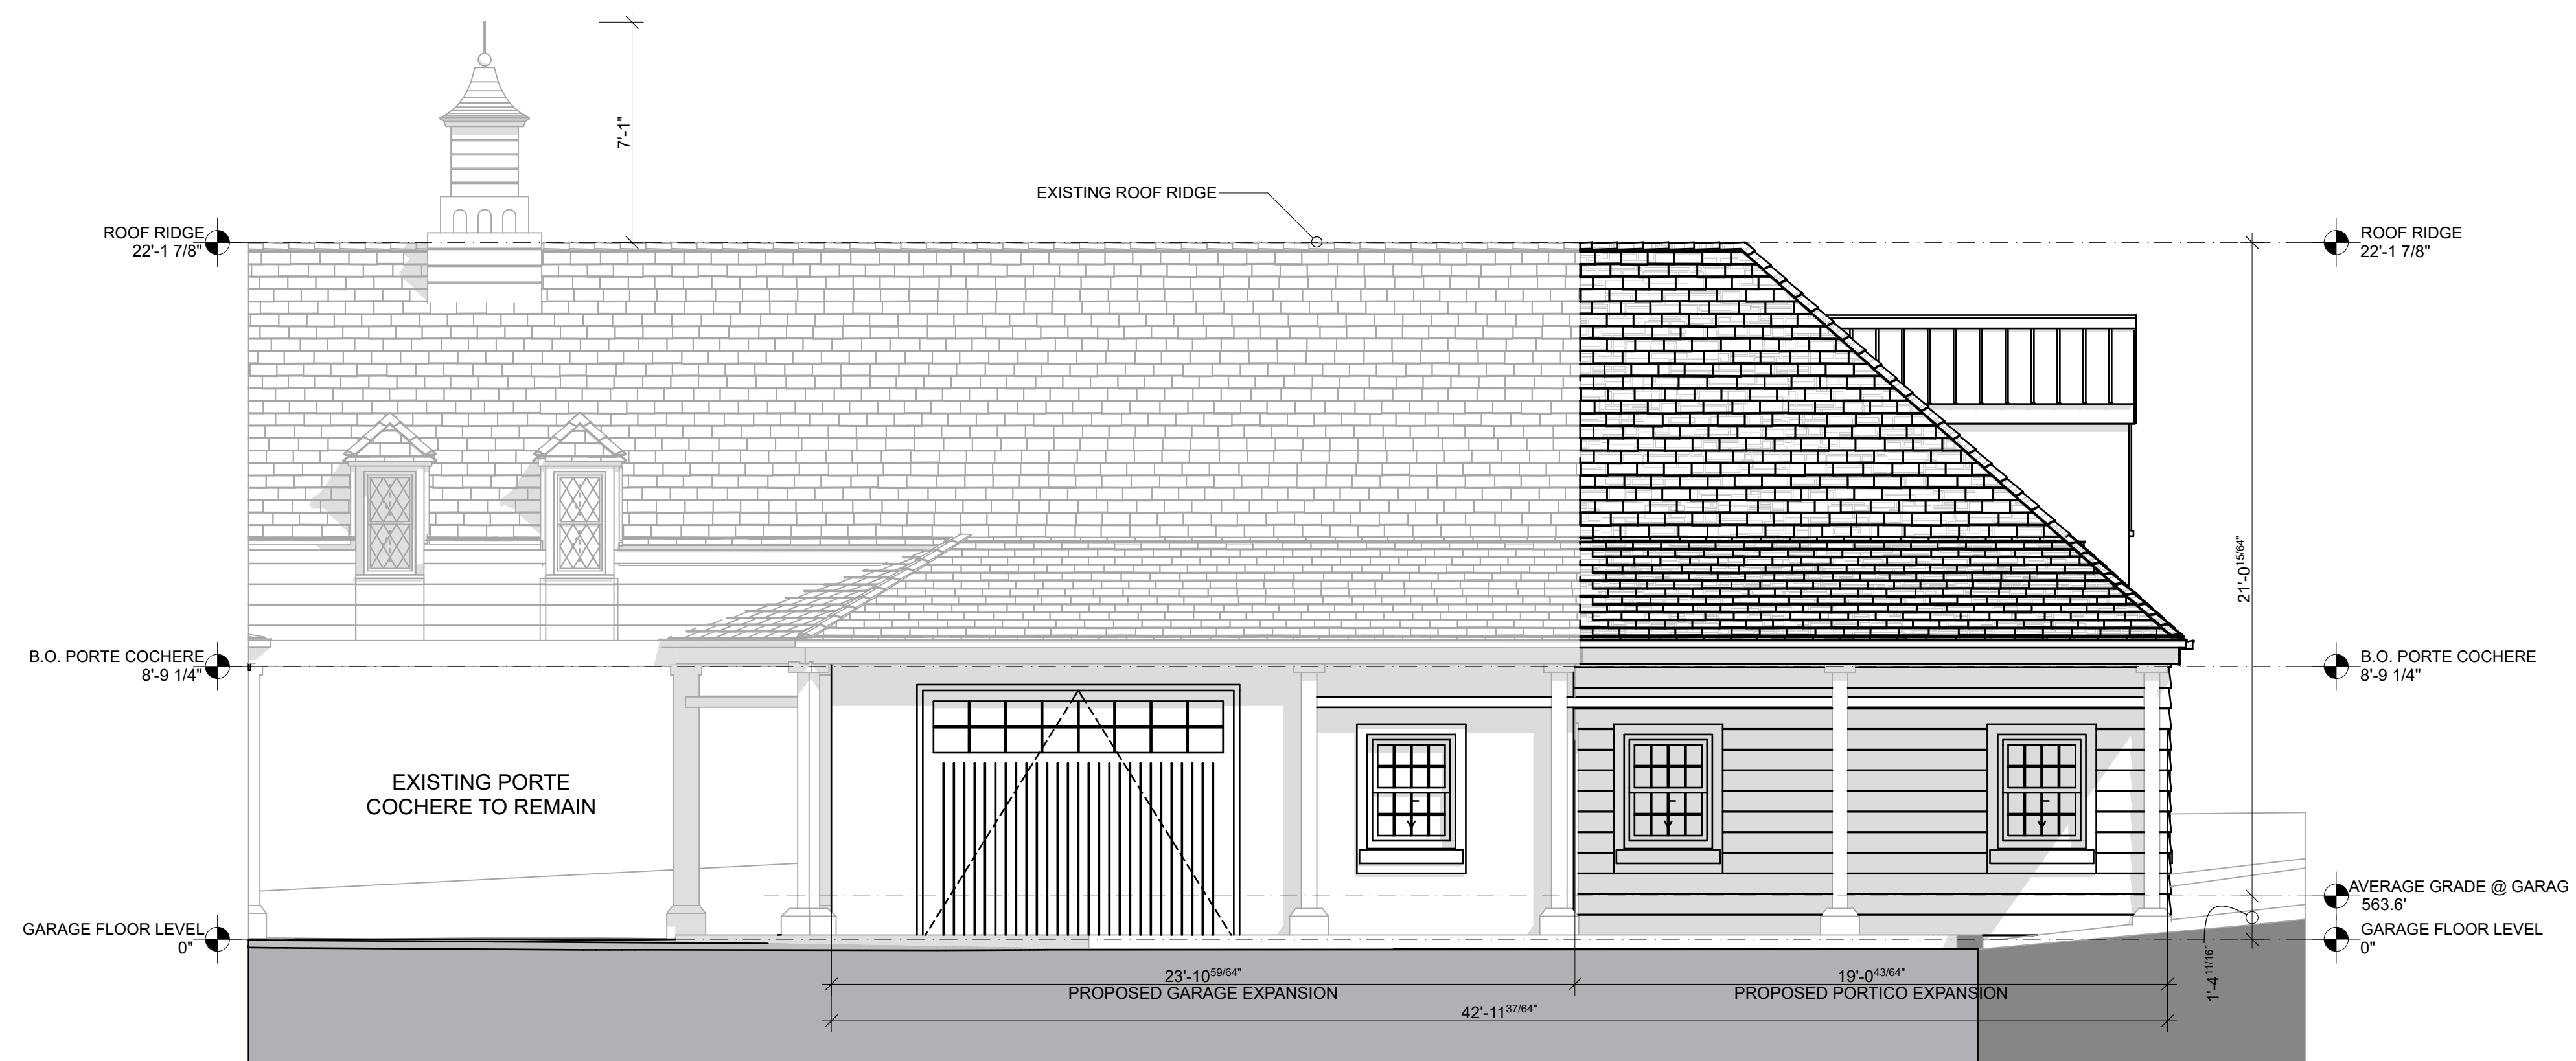 7'-1"
EXISTING ROOF RIDGE
ROOF RIDGE
22'-1 7/8"
ROOF RIDGE
22'-1 7/8"
21'-0 15/64"
B.O. PORTE COCHERE
8'-9 1/4"
B.O. PORTE COCHERE
8'-9 1/4"
EXISTING PORTE
COCHERE TO REMAIN
AVERAGE GRADE @ GARAG
563.6'
GARAGE FLOOR LEVEL
0"
GARAGE FLOOR LEVEL
0"
1'-4 11/16"
23'-10 59/64"
PROPOSED GARAGE EXPANSION
19'-0 43/64"
PROPOSED PORTICO EXPANSION
42'-11 37/64"